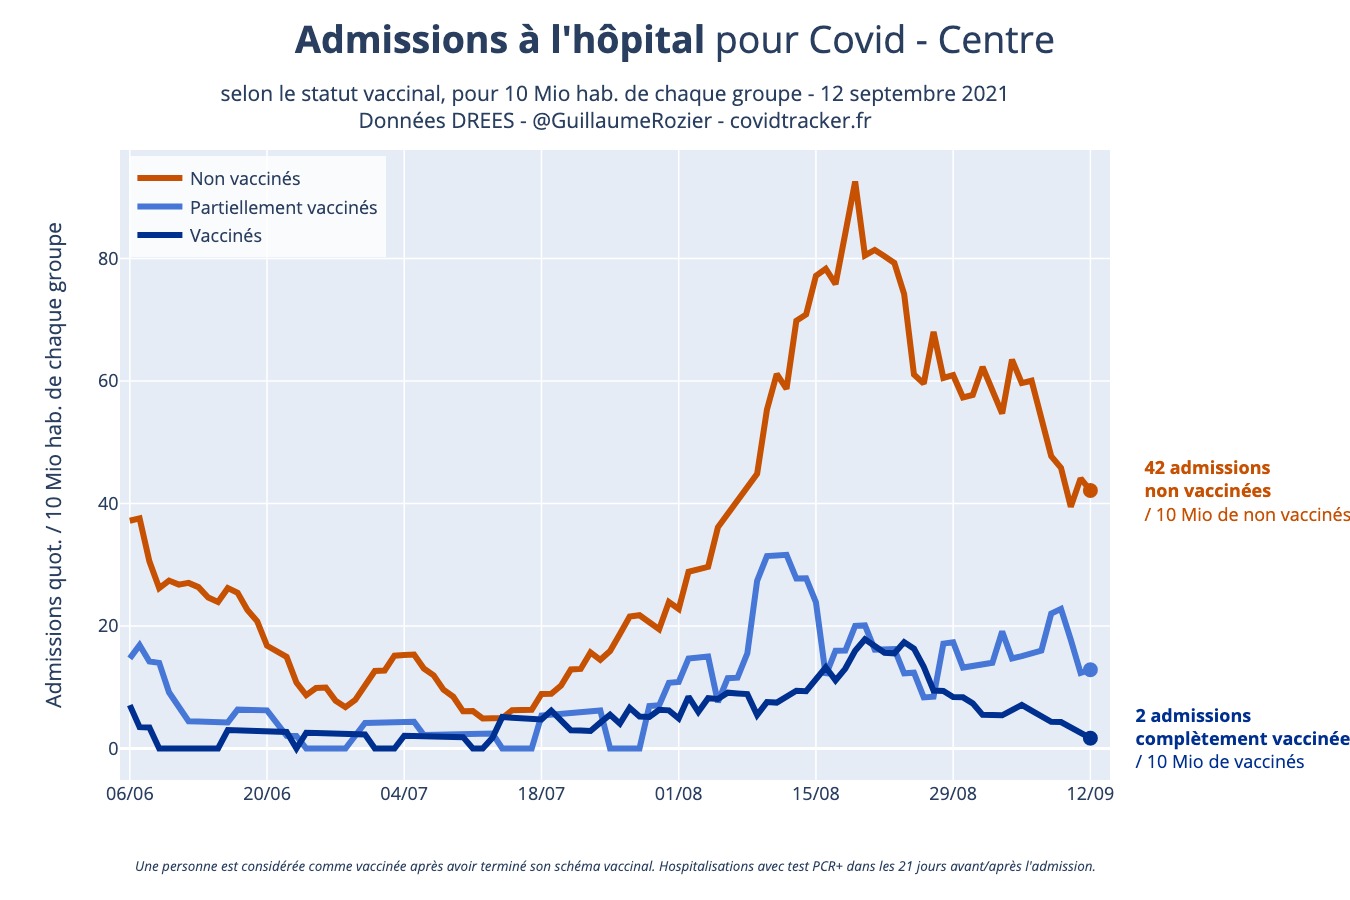 Admissions à l'hôpital pour Covid - Centre
selon le statut vaccinal, pour 10 Mio hab. de chaque groupe - 12 septembre 2021
Données DREES - @GuillaumeRozier - covidtracker.fr
Non vaccinés
Partiellement vaccinés
Vaccinés
Admissions quot. / 10 Mio hab. de chaque groupe
80
60
40
20
0
06/06
20/06
04/07
18/07
01/08
15/08
29/08
12/09
42 admissions
non vaccinées
/ 10 Mio de non vaccinés
2 admissions
complètement vaccinée
/ 10 Mio de vaccinés
Une personne est considérée comme vaccinée après avoir terminé son schéma vaccinal. Hospitalisations avec test PCR+ dans les 21 jours avant/après l'admission.